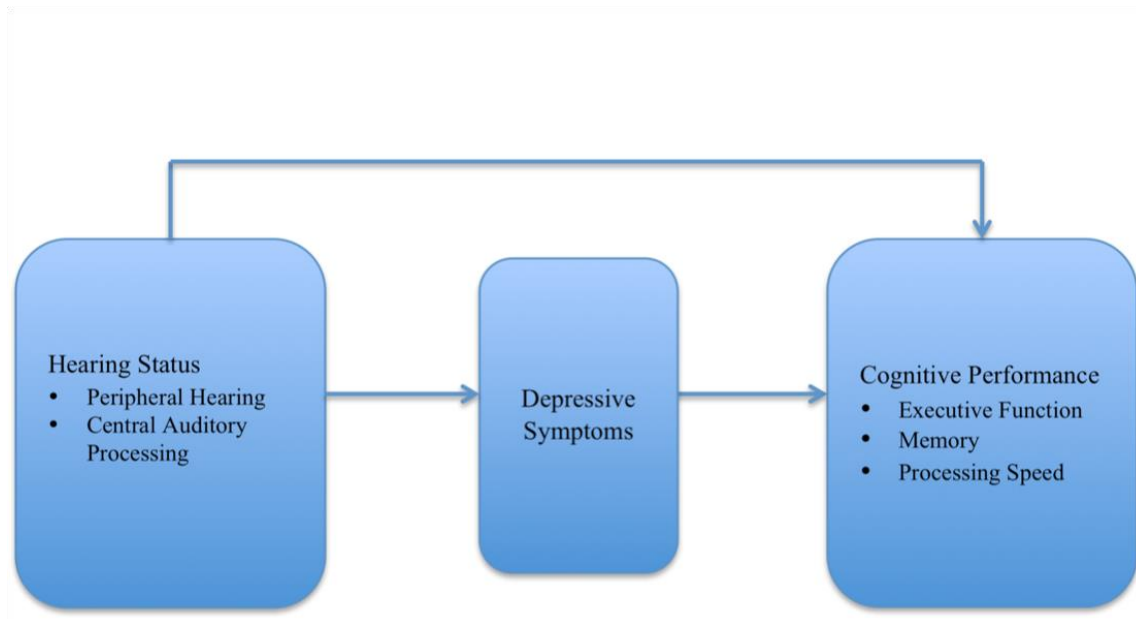 Hearing Status
• Peripheral Hearing
• Central Auditory
Processing
Depressive
Symptoms
Cognitive Performance
• Executive Function
• Memory
• Processing Speed